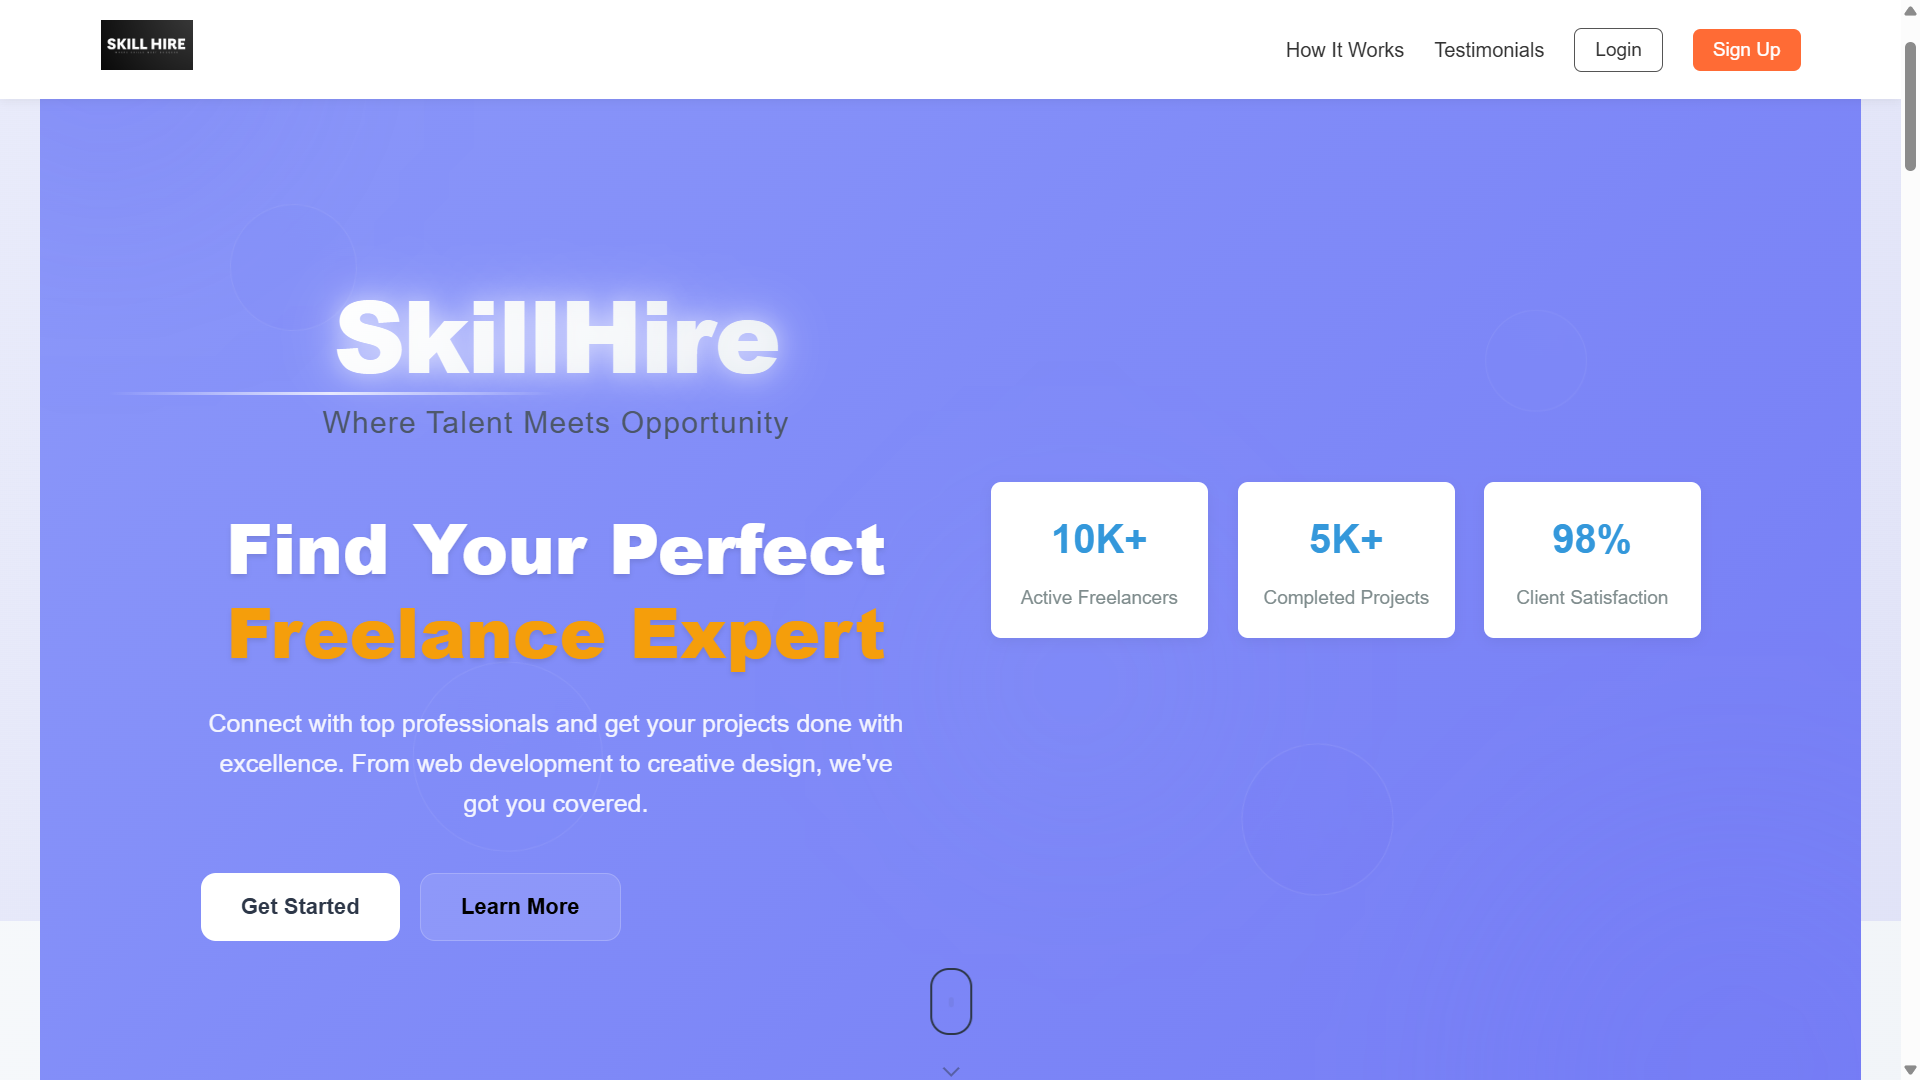 SKILL HIRE
How It Works
Testimonials
Login
Sign Up
SkillHire
Where Talent Meets Opportunity
Find Your Perfect
Freelance Expert
Connect with top professionals and get your projects done with
excellence. From web development to creative design, we've
got you covered.
Get Started
Learn More
10K+
Active Freelancers
5K+
Completed Projects
98%
Client Satisfaction